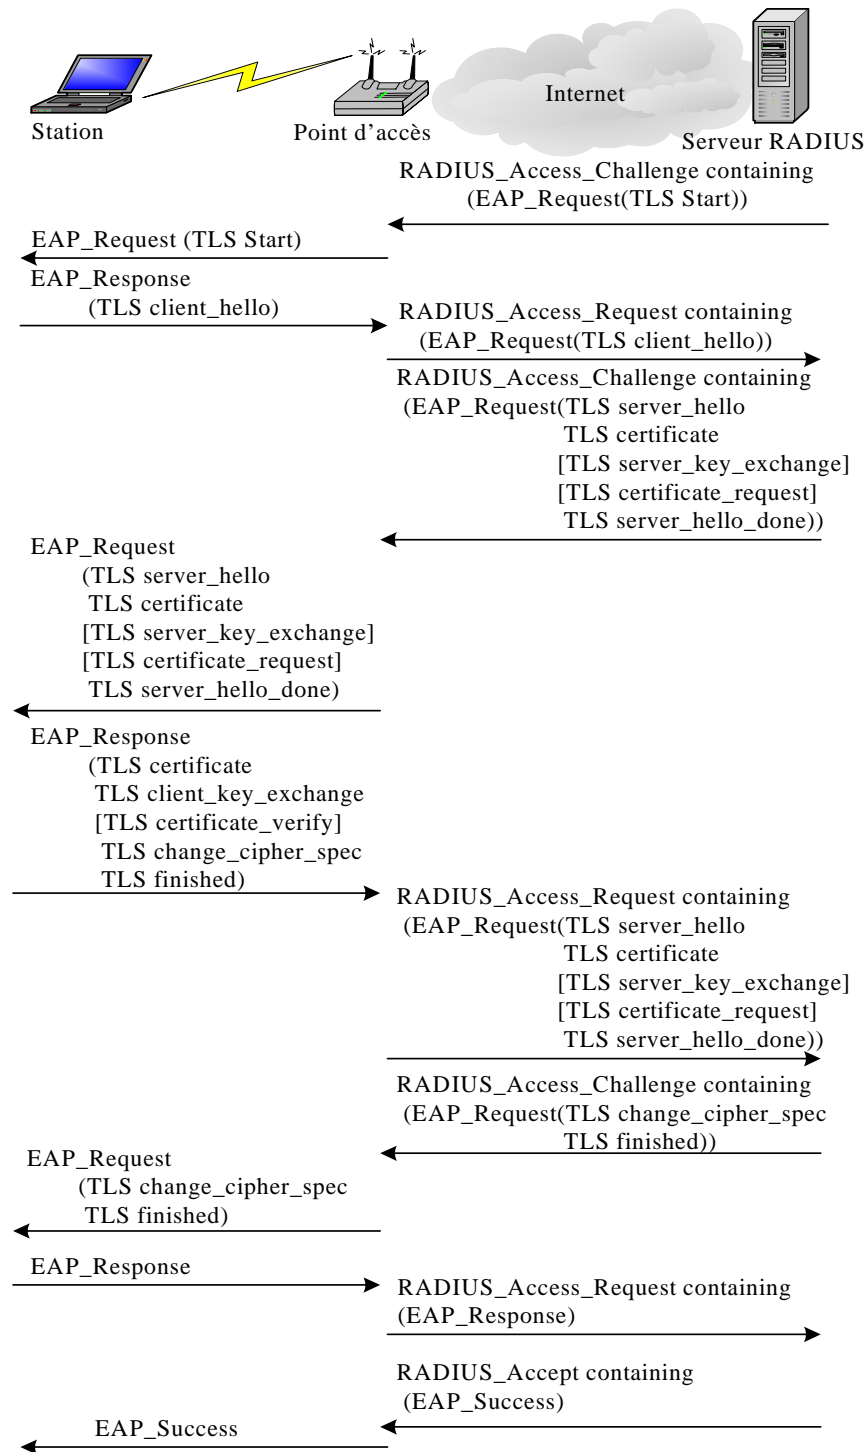 Internet
Station
Point d'accès
Serveur RADIUS
RADIUS_Access_Challenge containing
(EAP_Request(TLS Start))
EAP_Request (TLS Start)
EAP_Response
(TLS client_hello)
RADIUS_Access_Request containing
(EAP_Request(TLS client_hello))
RADIUS_Access_Challenge containing
(EAP_Request(TLS server_hello
TLS certificate
[TLS server_key_exchange]
[TLS certificate_request]
TLS server_hello_done))
EAP_Request
(TLS server_hello
TLS certificate
[TLS server_key_exchange]
[TLS certificate_request]
TLS server_hello_done)
EAP_Response
(TLS certificate
TLS client_key_exchange
[TLS certificate_verify]
TLS change_cipher_spec
TLS finished)
RADIUS_Access_Request containing
(EAP_Request(TLS server_hello
TLS certificate
[TLS server_key_exchange]
[TLS certificate_request]
TLS server_hello_done))
RADIUS_Access_Challenge containing
(EAP_Request(TLS change_cipher_spec
TLS finished))
EAP_Request
(TLS change_cipher_spec
TLS finished)
EAP_Response
RADIUS_Access_Request containing
(EAP_Response)
RADIUS_Accept containing
(EAP_Success)
EAP_Success